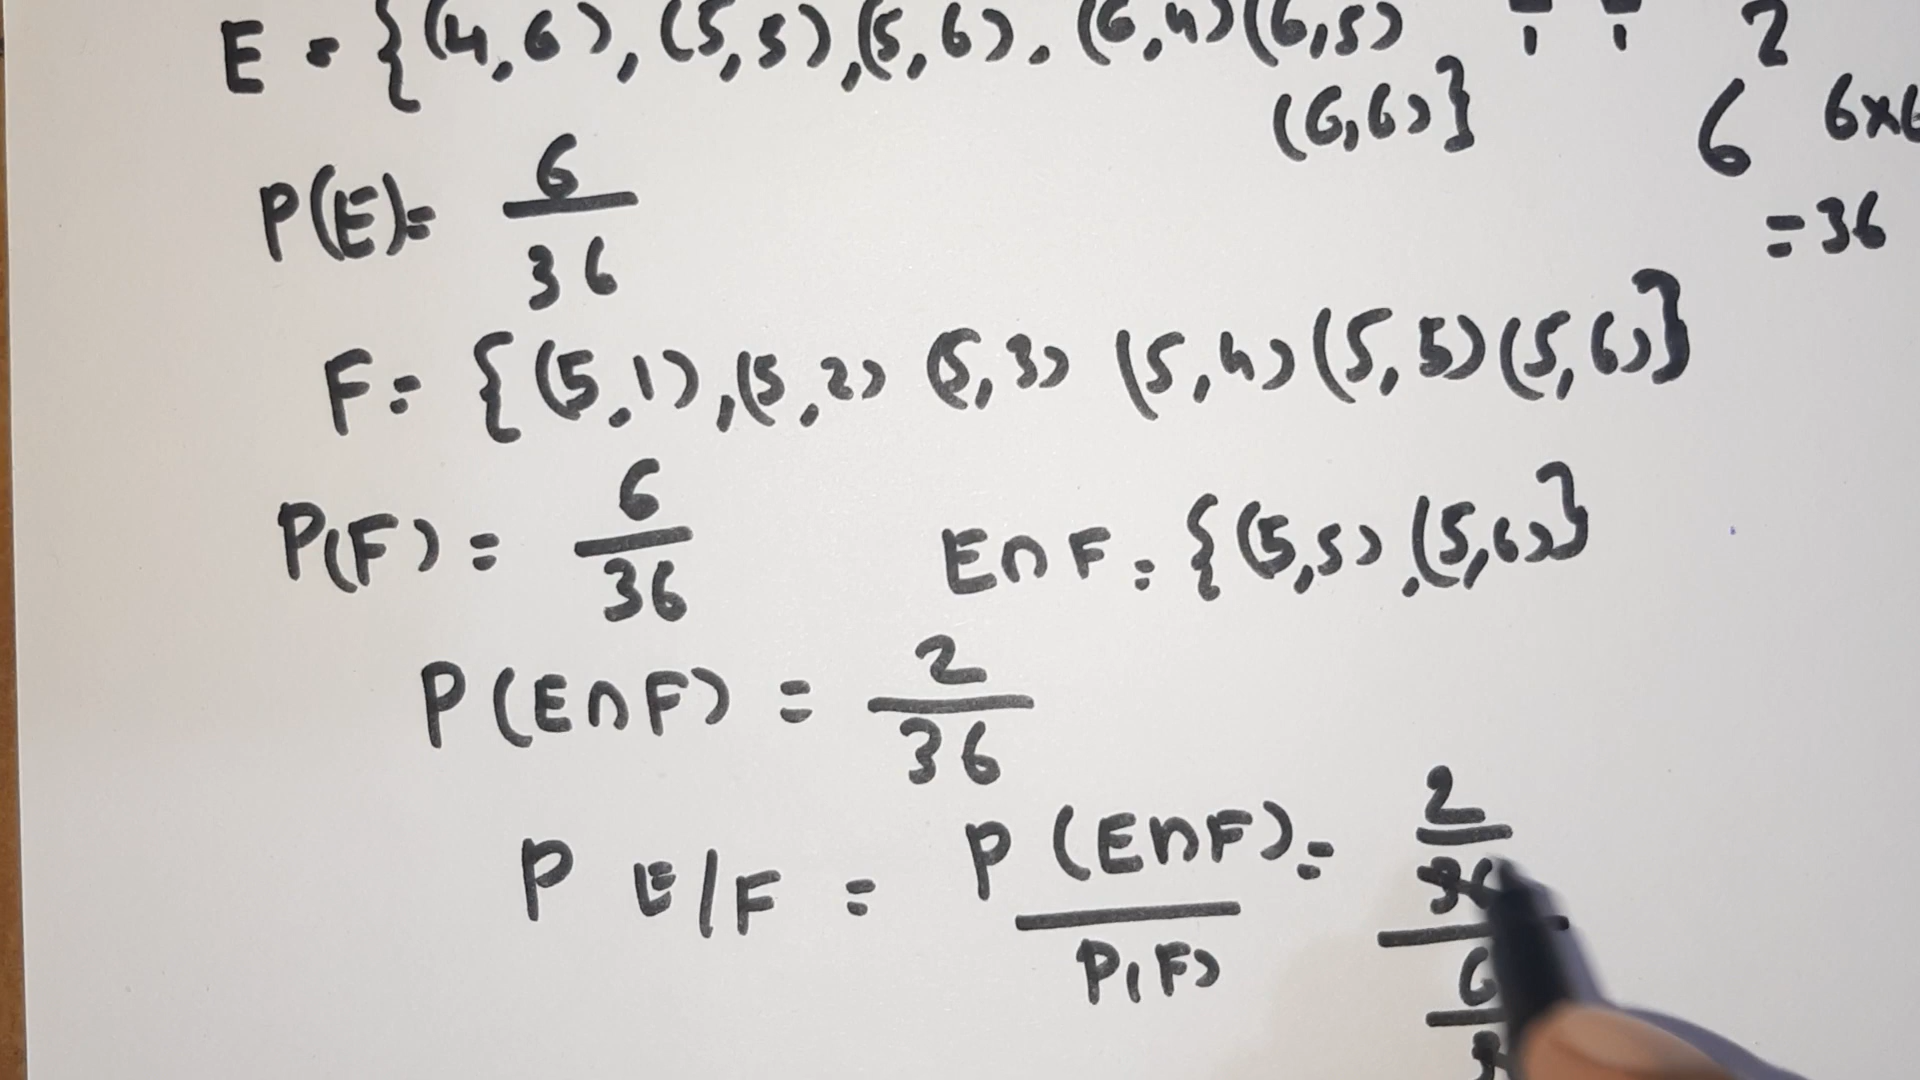 E = {(4,6), (5,5), (5,6), (6,4) (6,5)
(6,6)}
2
6 6x6
= 36
P(E)= 6
36
F= {(5,1), (5,2) (5,3) (5,4) (5,5) (5,6)}
P(F) = 6
36
E∩F= {(5,5), (5,6)}
P(E∩F) = 2
36
P E/F = P (E∩F) = 2
36
P(F) 6